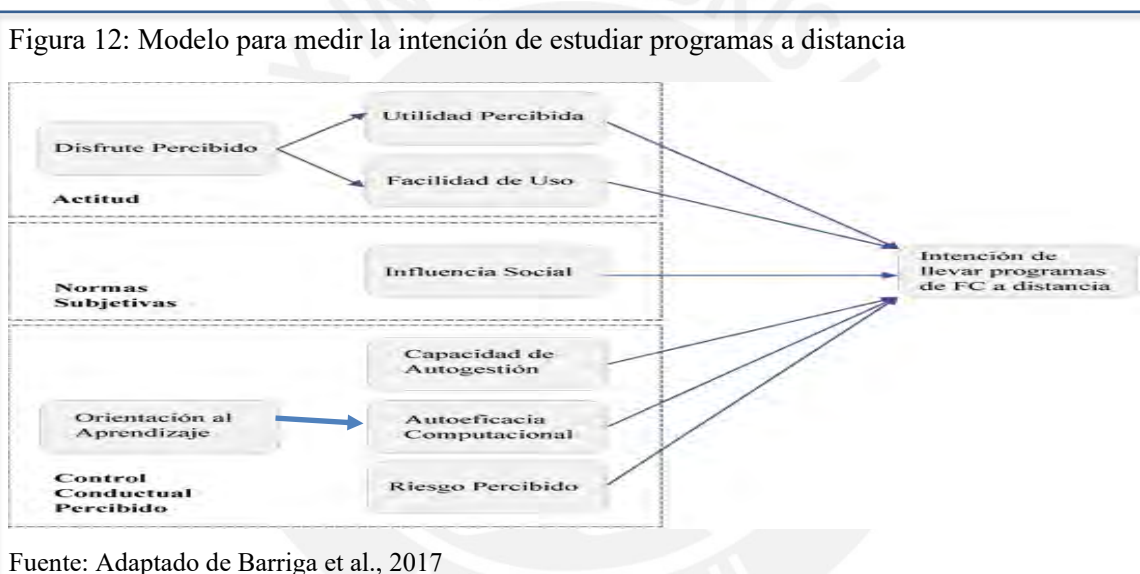 Figura 12: Modelo para medir la intención de estudiar programas a distancia
Disfrute Percibido
Utilidad Percibida
Facilidad de Uso
Actitud
Influencia Social
Normas
Subjetivas
Intención de
llevar programas
de FC a distancia
Capacidad de
Autogestión
Orientación al
Aprendizaje
Autoeficacia
Computacional
Riesgo Percibido
Control
Conductual
Percibido
Fuente: Adaptado de Barriga et al., 2017